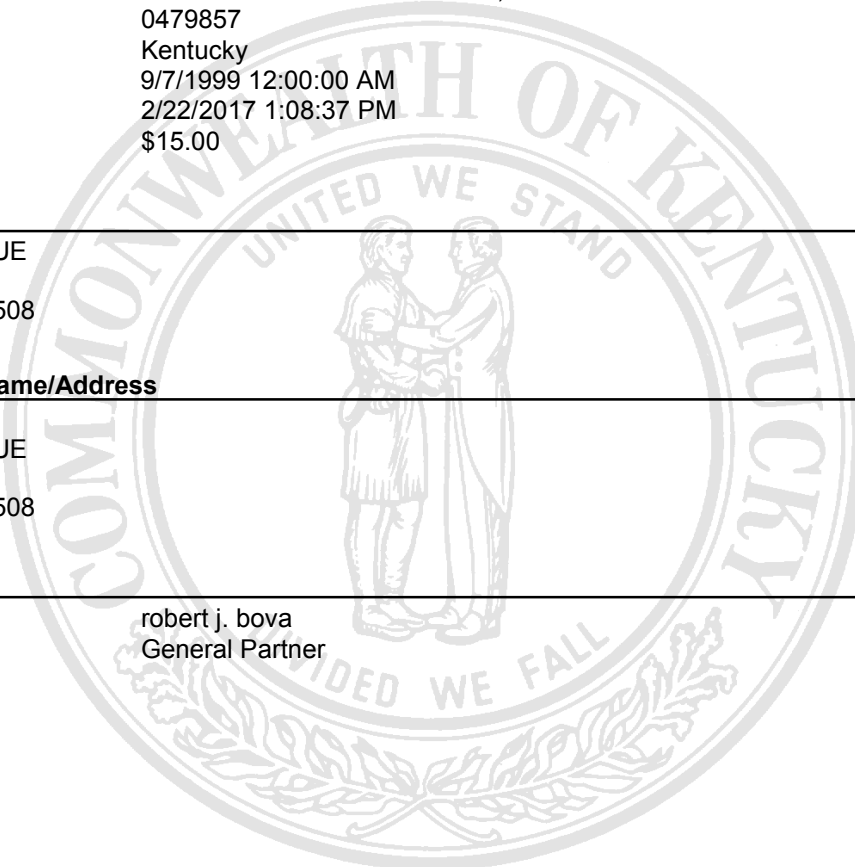 0479857
Kentucky
9/7/1999 12:00:00 AM
2/22/2017 1:08:37 PM
$15.00
COMMONWEALTH OF KENTUCKY
UNITED WE STAND
UE
508
ame/Address
UE
508
robert j. bova
General Partner
DIVIDED WE FALL